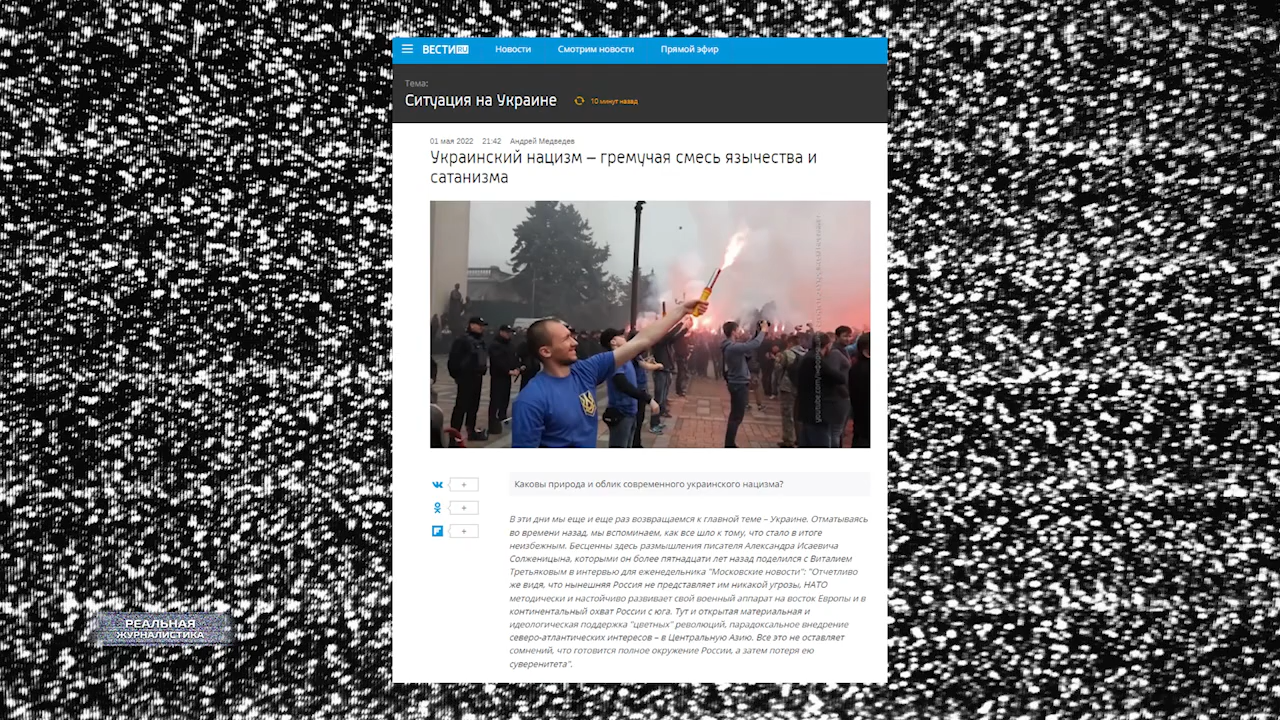 ВЕСТИ RU Новости Смотрим новости Прямой эфир
Тема:
Ситуация на Украине 10 минут назад
01 мая 2022 21:42 Андрей Медведев
Украинский нацизм – гремучая смесь язычества и
сатанизма
Каковы природа и облик современного украинского нацизма?
+
+
+
В эти дни мы еще и еще раз возвращаемся к главной теме – Украине. Отматываясь
во времени назад, мы вспоминаем, как все шло к тому, что стало в итоге
неизбежным. Бесценны здесь размышления писателя Александра Исаевича
Солженицына, которыми он более пятнадцати лет назад поделился с Виталием
Третьяковым в интервью для еженедельника "Московские новости": "Отчетливо
же видя, что нынешняя Россия не представляет им никакой угрозы, НАТО
методически и настойчиво развивает свой военный аппарат на восток Европы и в
континентальный охват России с юга. Тут и открытая материальная и
идеологическая поддержка "цветных" революций, парадоксальное внедрение
северо-атлантических интересов – в Центральную Азию. Все это не оставляет
сомнений, что готовится полное окружение России, а затем потеря ею
суверенитета".
РЕАЛЬНАЯ
ЖУРНАЛИСТИКА